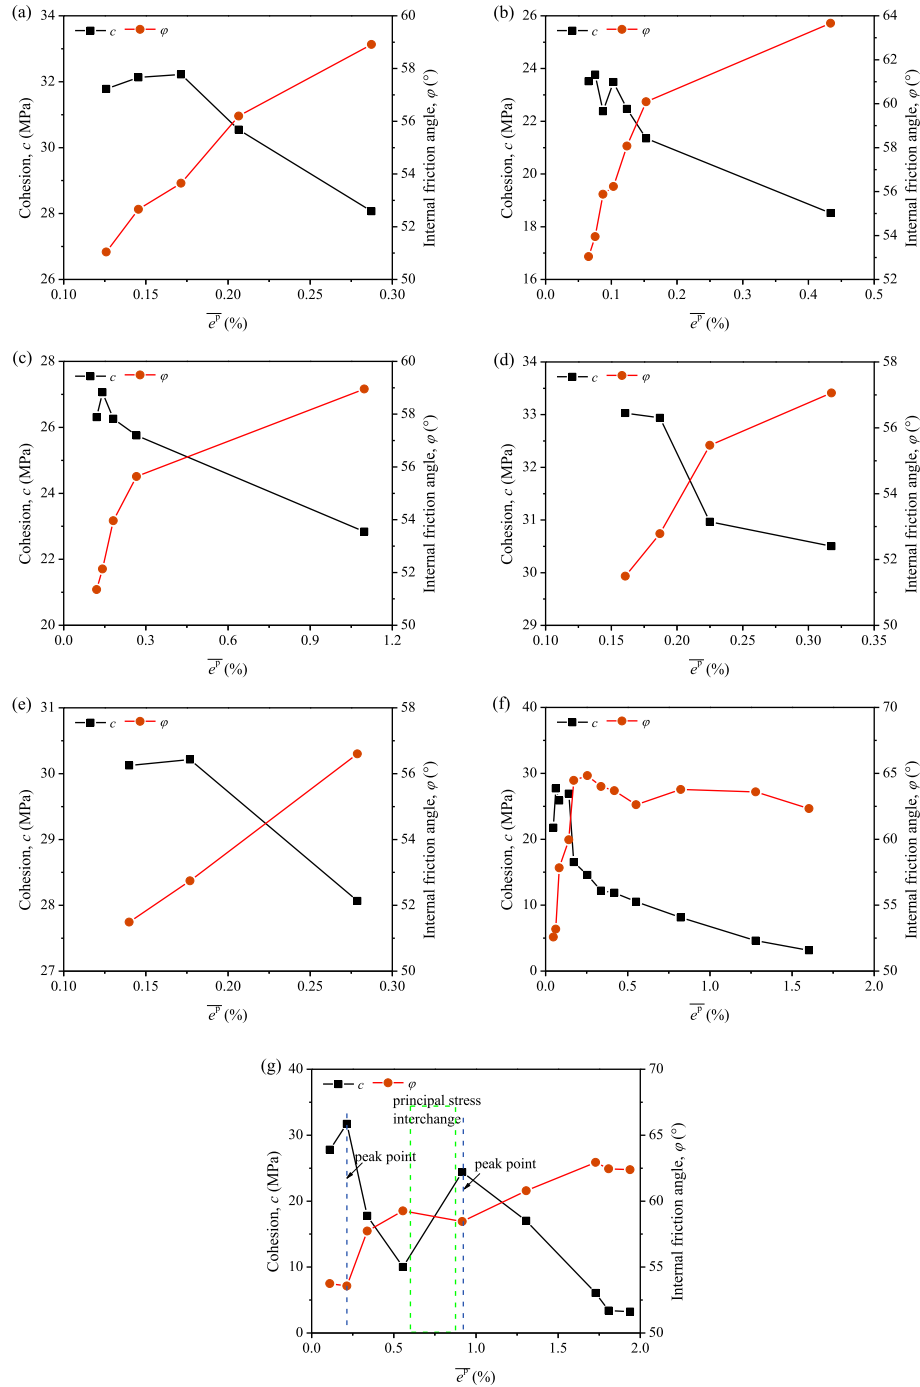 (a)
c φ
34
32
30
28
26
Cohesion, c (MPa)
60
58
56
54
52
50
Internal friction angle, φ (°)
0.10 0.15 0.20 0.25 0.30
e̅ᵖ (%)
(b)
c φ
26
24
22
20
18
16
Cohesion, c (MPa)
64
62
60
58
56
54
52
Internal friction angle, φ (°)
0.0 0.1 0.2 0.3 0.4 0.5
e̅ᵖ (%)
(c)
c φ
28
27
26
25
24
23
22
21
20
Cohesion, c (MPa)
60
58
56
54
52
50
Internal friction angle, φ (°)
0.0 0.3 0.6 0.9 1.2
e̅ᵖ (%)
(d)
c φ
34
33
32
31
30
29
Cohesion, c (MPa)
58
56
54
52
50
Internal friction angle, φ (°)
0.10 0.15 0.20 0.25 0.30 0.35
e̅ᵖ (%)
(e)
c φ
31
30
29
28
27
Cohesion, c (MPa)
58
56
54
52
50
Internal friction angle, φ (°)
0.10 0.15 0.20 0.25 0.30
e̅ᵖ (%)
(f)
c φ
40
30
20
10
0
Cohesion, c (MPa)
70
65
60
55
50
Internal friction angle, φ (°)
0.0 0.5 1.0 1.5 2.0
e̅ᵖ (%)
(g)
c φ
principal stress
interchange
peak point
peak point
40
30
20
10
0
Cohesion, c (MPa)
70
65
60
55
50
Internal friction angle, φ (°)
0.0 0.5 1.0 1.5 2.0
e̅ᵖ (%)